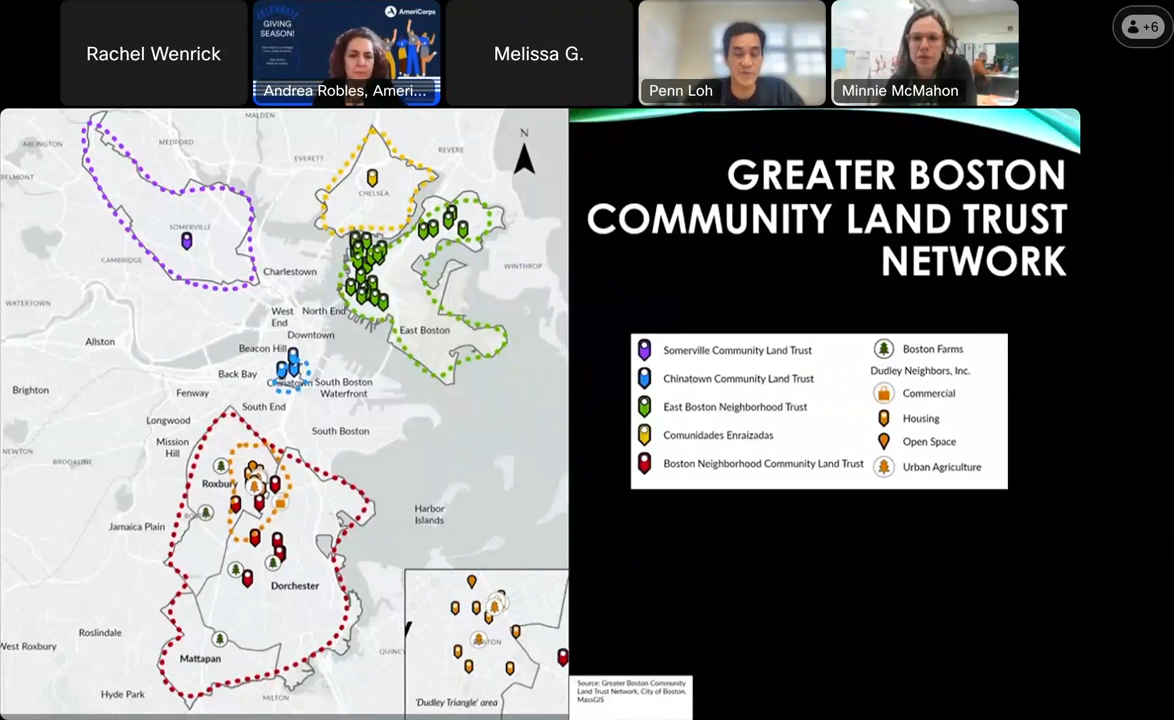 Rachel Wenrick
CELEBRATE
GIVING
SEASON!
AmeriCorps
Andrea Robles, Ameri...
Melissa G.
Penn Loh
Minnie McMahon
+6
MALDEN
ARLINGTON
MEDFORD
EVERETT
REVERE
N
BELMONT
CHELSEA
SOMERVILLE
CAMBRIDGE
Charlestown
WINTHROP
WATERTOWN
West
End
North End
Downtown
East Boston
Allston
Beacon Hill
Back Bay
Chinatown
South Boston
Waterfront
Brighton
Fenway
South End
Longwood
Mission
Hill
South Boston
NEWTON
BROOKLINE
Roxbury
Harbor
Islands
Jamaica Plain
Dorchester
Roslindale
West Roxbury
Mattapan
QUINCY
Hyde Park
MILTON
'Dudley Triangle' area
GREATER BOSTON
COMMUNITY LAND TRUST
NETWORK
Somerville Community Land Trust
Chinatown Community Land Trust
East Boston Neighborhood Trust
Comunidades Enraizadas
Boston Neighborhood Community Land Trust
Boston Farms
Dudley Neighbors, Inc.
Commercial
Housing
Open Space
Urban Agriculture
Source: Greater Boston Community
Land Trust Network, City of Boston,
MassGIS